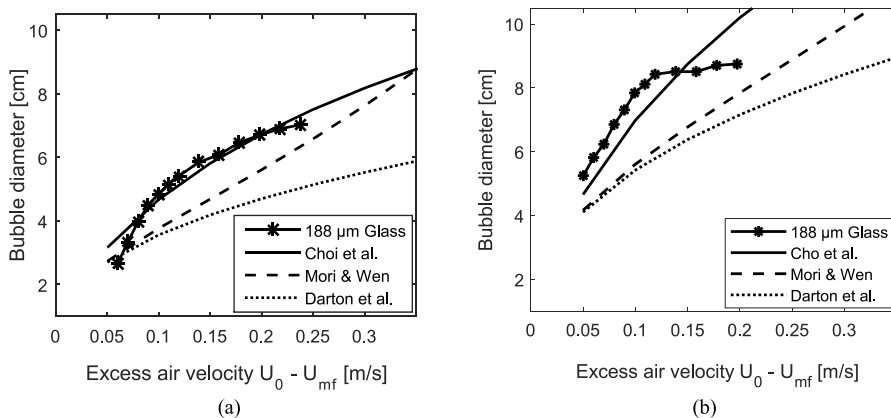 (a)
10
8
6
4
2
0
0.05
0.1
0.15
0.2
0.25
0.3
Bubble diameter [cm]
Excess air velocity U0 - Umf [m/s]
188 µm Glass
Choi et al.
Mori & Wen
Darton et al.
(b)
10
8
6
4
2
0
0.05
0.1
0.15
0.2
0.25
0.3
Bubble diameter [cm]
Excess air velocity U0 - Umf [m/s]
188 µm Glass
Cho et al.
Mori & Wen
Darton et al.